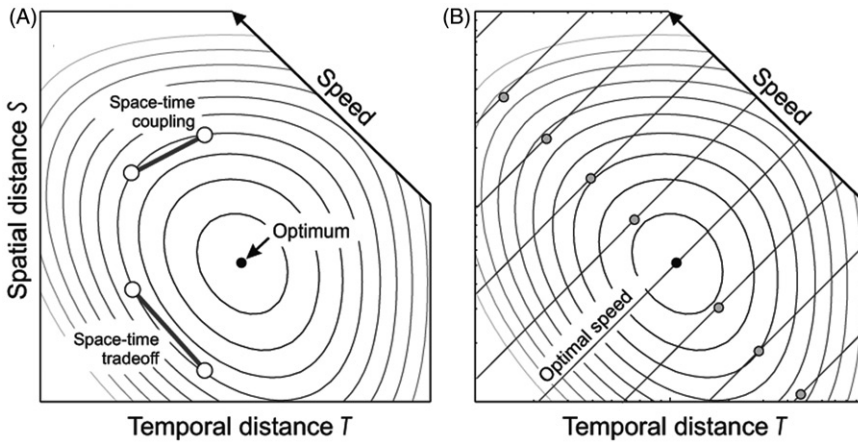 (A)
Speed
Space-time
coupling
Optimum
Space-time
tradeoff
Spatial distance S
Temporal distance T
(B)
Speed
Optimal speed
Temporal distance T